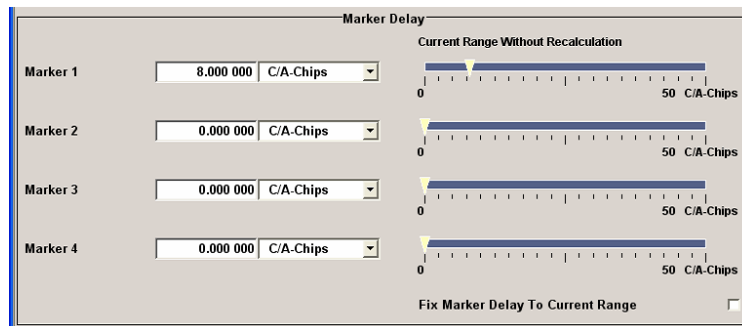 Marker Delay
Current Range Without Recalculation
Marker 1 8.000 000 C/A-Chips
0 50 C/A-Chips
Marker 2 0.000 000 C/A-Chips
0 50 C/A-Chips
Marker 3 0.000 000 C/A-Chips
0 50 C/A-Chips
Marker 4 0.000 000 C/A-Chips
0 50 C/A-Chips
Fix Marker Delay To Current Range